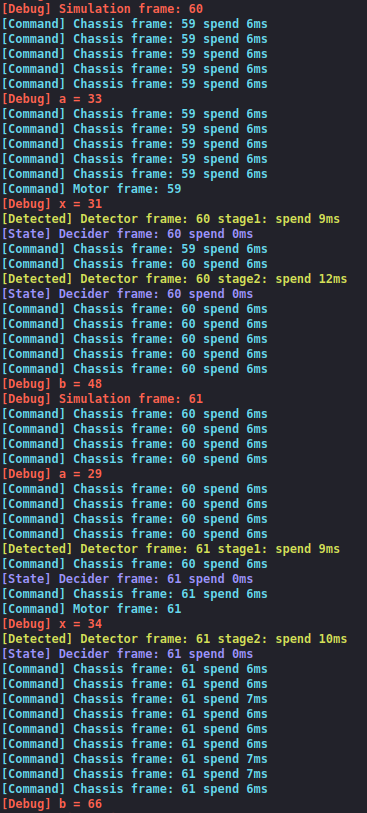 [Debug] Simulation frame: 60
[Command] Chassis frame: 59 spend 6ms
[Command] Chassis frame: 59 spend 6ms
[Command] Chassis frame: 59 spend 6ms
[Command] Chassis frame: 59 spend 6ms
[Command] Chassis frame: 59 spend 6ms
[Debug] a = 33
[Command] Chassis frame: 59 spend 6ms
[Command] Chassis frame: 59 spend 6ms
[Command] Chassis frame: 59 spend 6ms
[Command] Chassis frame: 59 spend 6ms
[Command] Chassis frame: 59 spend 6ms
[Command] Motor frame: 59
[Debug] x = 31
[Detected] Detector frame: 60 stage1: spend 9ms
[State] Decider frame: 60 spend 0ms
[Command] Chassis frame: 59 spend 6ms
[Command] Chassis frame: 60 spend 6ms
[Detected] Detector frame: 60 stage2: spend 12ms
[State] Decider frame: 60 spend 0ms
[Command] Chassis frame: 60 spend 6ms
[Command] Chassis frame: 60 spend 6ms
[Command] Chassis frame: 60 spend 6ms
[Command] Chassis frame: 60 spend 6ms
[Command] Chassis frame: 60 spend 6ms
[Debug] b = 48
[Debug] Simulation frame: 61
[Command] Chassis frame: 60 spend 6ms
[Command] Chassis frame: 60 spend 6ms
[Command] Chassis frame: 60 spend 6ms
[Command] Chassis frame: 60 spend 6ms
[Debug] a = 29
[Command] Chassis frame: 60 spend 6ms
[Command] Chassis frame: 60 spend 6ms
[Command] Chassis frame: 60 spend 6ms
[Command] Chassis frame: 60 spend 6ms
[Detected] Detector frame: 61 stage1: spend 9ms
[Command] Chassis frame: 60 spend 6ms
[State] Decider frame: 61 spend 0ms
[Command] Chassis frame: 61 spend 6ms
[Command] Motor frame: 61
[Debug] x = 34
[Detected] Detector frame: 61 stage2: spend 10ms
[State] Decider frame: 61 spend 0ms
[Command] Chassis frame: 61 spend 6ms
[Command] Chassis frame: 61 spend 6ms
[Command] Chassis frame: 61 spend 7ms
[Command] Chassis frame: 61 spend 6ms
[Command] Chassis frame: 61 spend 6ms
[Command] Chassis frame: 61 spend 6ms
[Command] Chassis frame: 61 spend 7ms
[Command] Chassis frame: 61 spend 7ms
[Command] Chassis frame: 61 spend 6ms
[Debug] b = 66